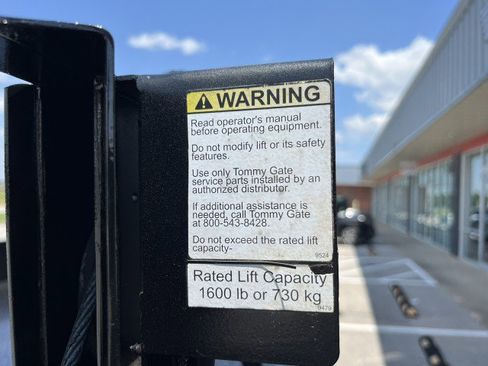 WARNING
Read operator's manual
before operating equipment.
Do not modify lift or its safety
features.
Use only Tommy Gate
service parts installed by an
authorized distributor.
If additional assistance is
needed, call Tommy Gate
at 800-543-8428.
Do not exceed the rated lift
capacity-
9524
Rated Lift Capacity
1600 lb or 730 kg
9479